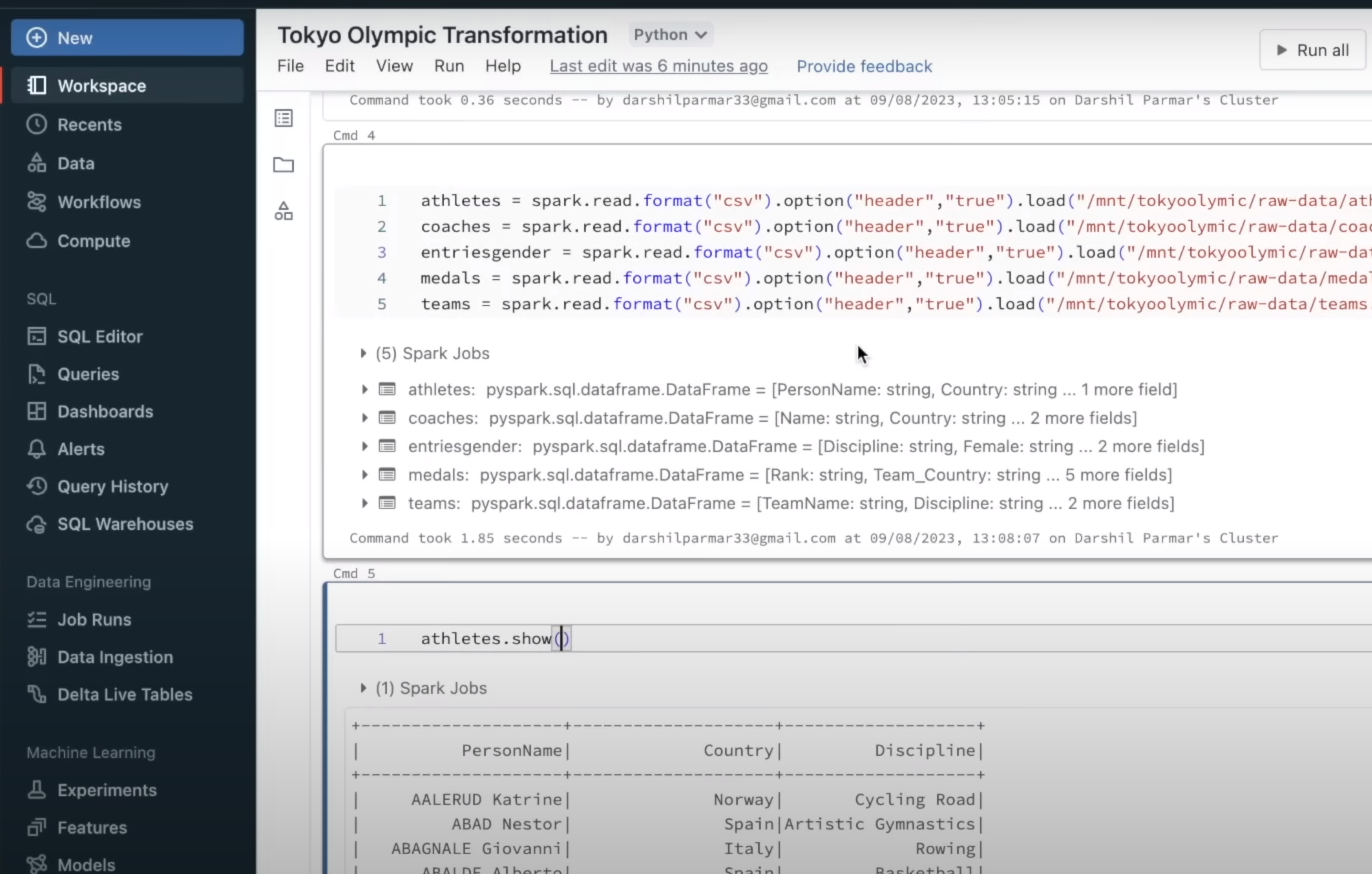 New
Workspace
Recents
Data
Workflows
Compute
SQL
SQL Editor
Queries
Dashboards
Alerts
Query History
SQL Warehouses
Data Engineering
Job Runs
Data Ingestion
Delta Live Tables
Machine Learning
Experiments
Features
Models
Tokyo Olympic Transformation Python
File Edit View Run Help Last edit was 6 minutes ago Provide feedback
Run all
Command took 0.36 seconds -- by darshilparmar33@gmail.com at 09/08/2023, 13:05:15 on Darshil Parmar's Cluster
Cmd 4
1 athletes = spark.read.format("csv").option("header","true").load("/mnt/tokyoolymic/raw-data/ath
2 coaches = spark.read.format("csv").option("header","true").load("/mnt/tokyoolymic/raw-data/coac
3 entriesgender = spark.read.format("csv").option("header","true").load("/mnt/tokyoolymic/raw-dat
4 medals = spark.read.format("csv").option("header","true").load("/mnt/tokyoolymic/raw-data/medal
5 teams = spark.read.format("csv").option("header","true").load("/mnt/tokyoolymic/raw-data/teams.
(5) Spark Jobs
athletes: pyspark.sql.dataframe.DataFrame = [PersonName: string, Country: string ... 1 more field]
coaches: pyspark.sql.dataframe.DataFrame = [Name: string, Country: string ... 2 more fields]
entriesgender: pyspark.sql.dataframe.DataFrame = [Discipline: string, Female: string ... 2 more fields]
medals: pyspark.sql.dataframe.DataFrame = [Rank: string, Team_Country: string ... 5 more fields]
teams: pyspark.sql.dataframe.DataFrame = [TeamName: string, Discipline: string ... 2 more fields]
Command took 1.85 seconds -- by darshilparmar33@gmail.com at 09/08/2023, 13:08:07 on Darshil Parmar's Cluster
Cmd 5
1 athletes.show()
(1) Spark Jobs
+--------------------+--------------------+-------------------+
| PersonName| Country| Discipline|
+--------------------+--------------------+-------------------+
| AALERUD Katrine| Norway| Cycling Road|
| ABAD Nestor| Spain|Artistic Gymnastics|
| ABAGNALE Giovanni| Italy| Rowing|
| ABALDE Alberto| Spain| Basketball|